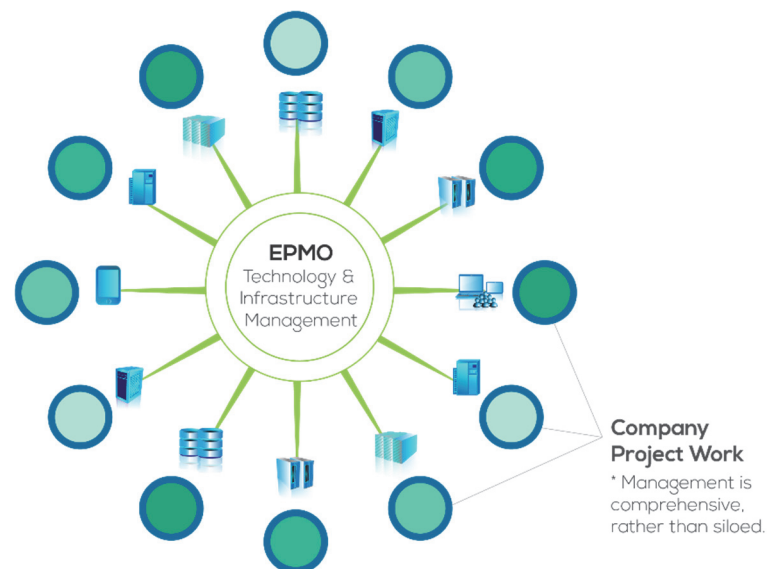 EPMO
Technology &
Infrastructure
Management
Company
Project Work
* Management is
comprehensive,
rather than siloed.